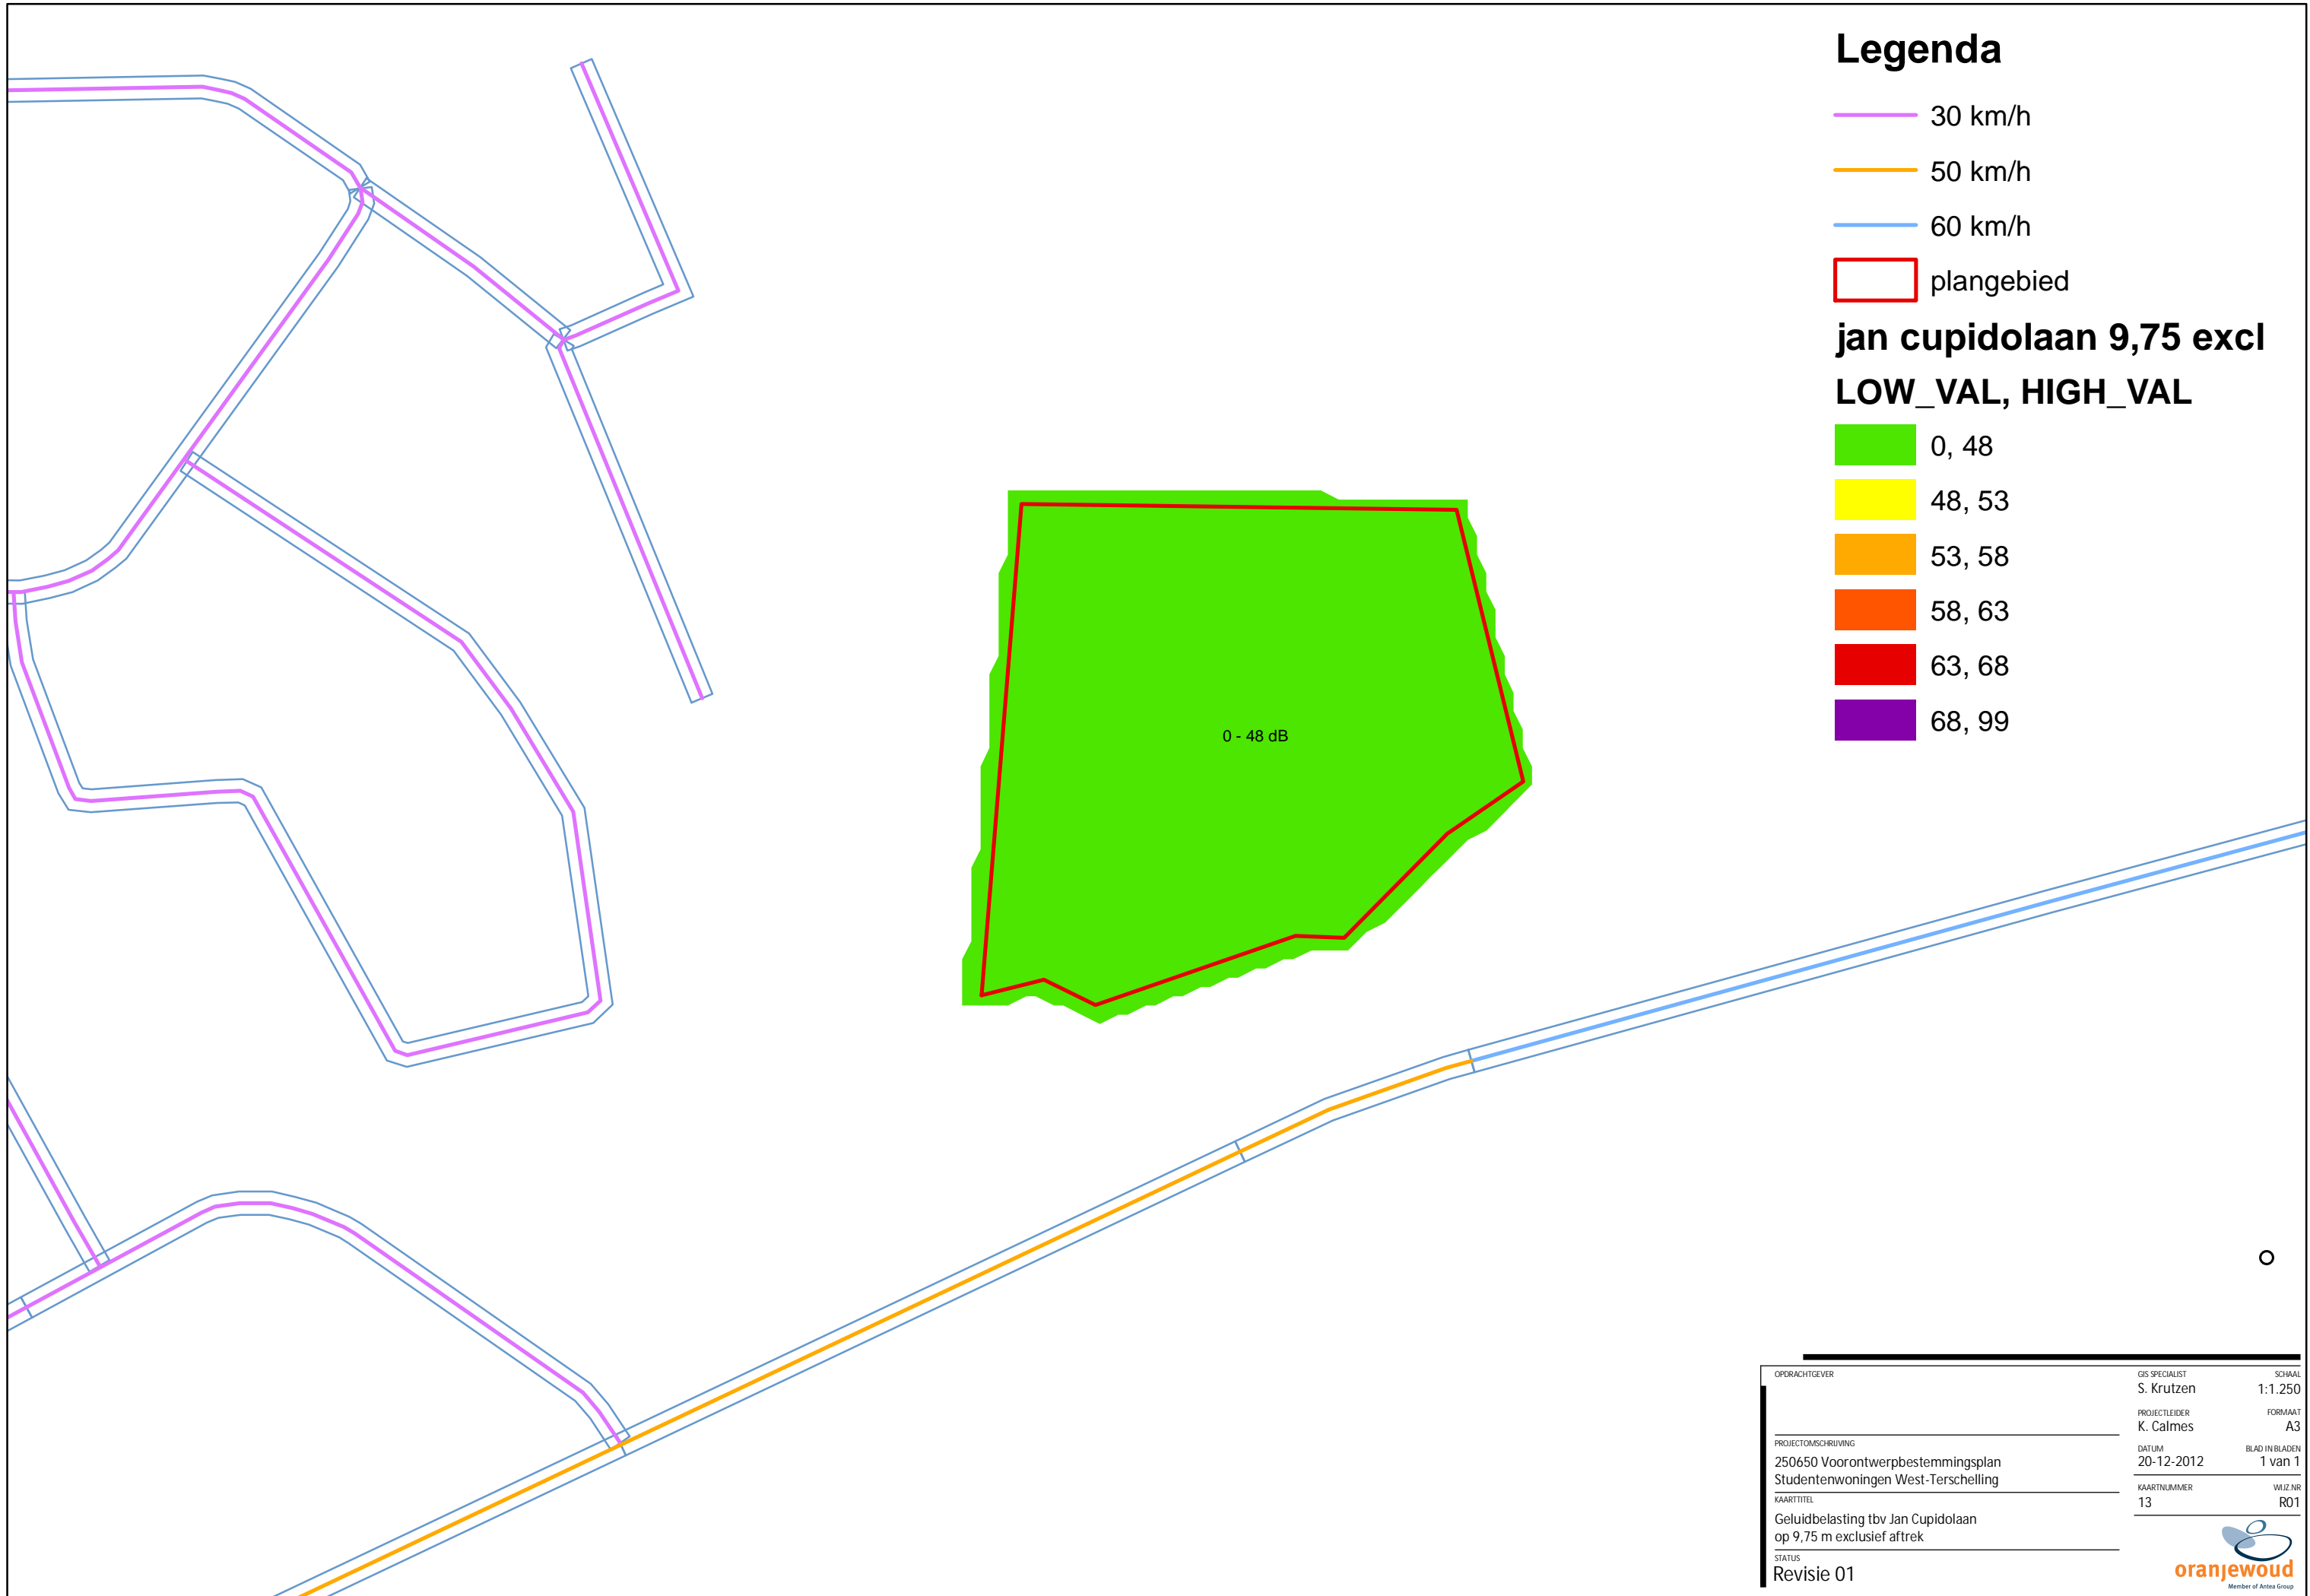 Legenda
30 km/h
50 km/h
60 km/h
plangebied
jan cupidolaan 9,75 excl
LOW_VAL, HIGH_VAL
0, 48
48, 53
53, 58
58, 63
63, 68
68, 99
0 - 48 dB
OPDRACHTGEVER
GIS SPECIALIST SCHAAL
S. Krutzen 1:1.250
PROJECTLEIDER FORMAAT
K. Calmes A3
PROJECTOMSCHRIJVING
250650 Voorontwerpbestemmingsplan
Studentenwoningen West-Terschelling
DATUM BLAD IN BLADEN
20-12-2012 1 van 1
KAARTNUMMER WIJZ.NR
13 R01
KAARTTITEL
Geluidbelasting tbv Jan Cupidolaan
op 9,75 m exclusief aftrek
STATUS
Revisie 01
oranjewoud
Member of Antea Group